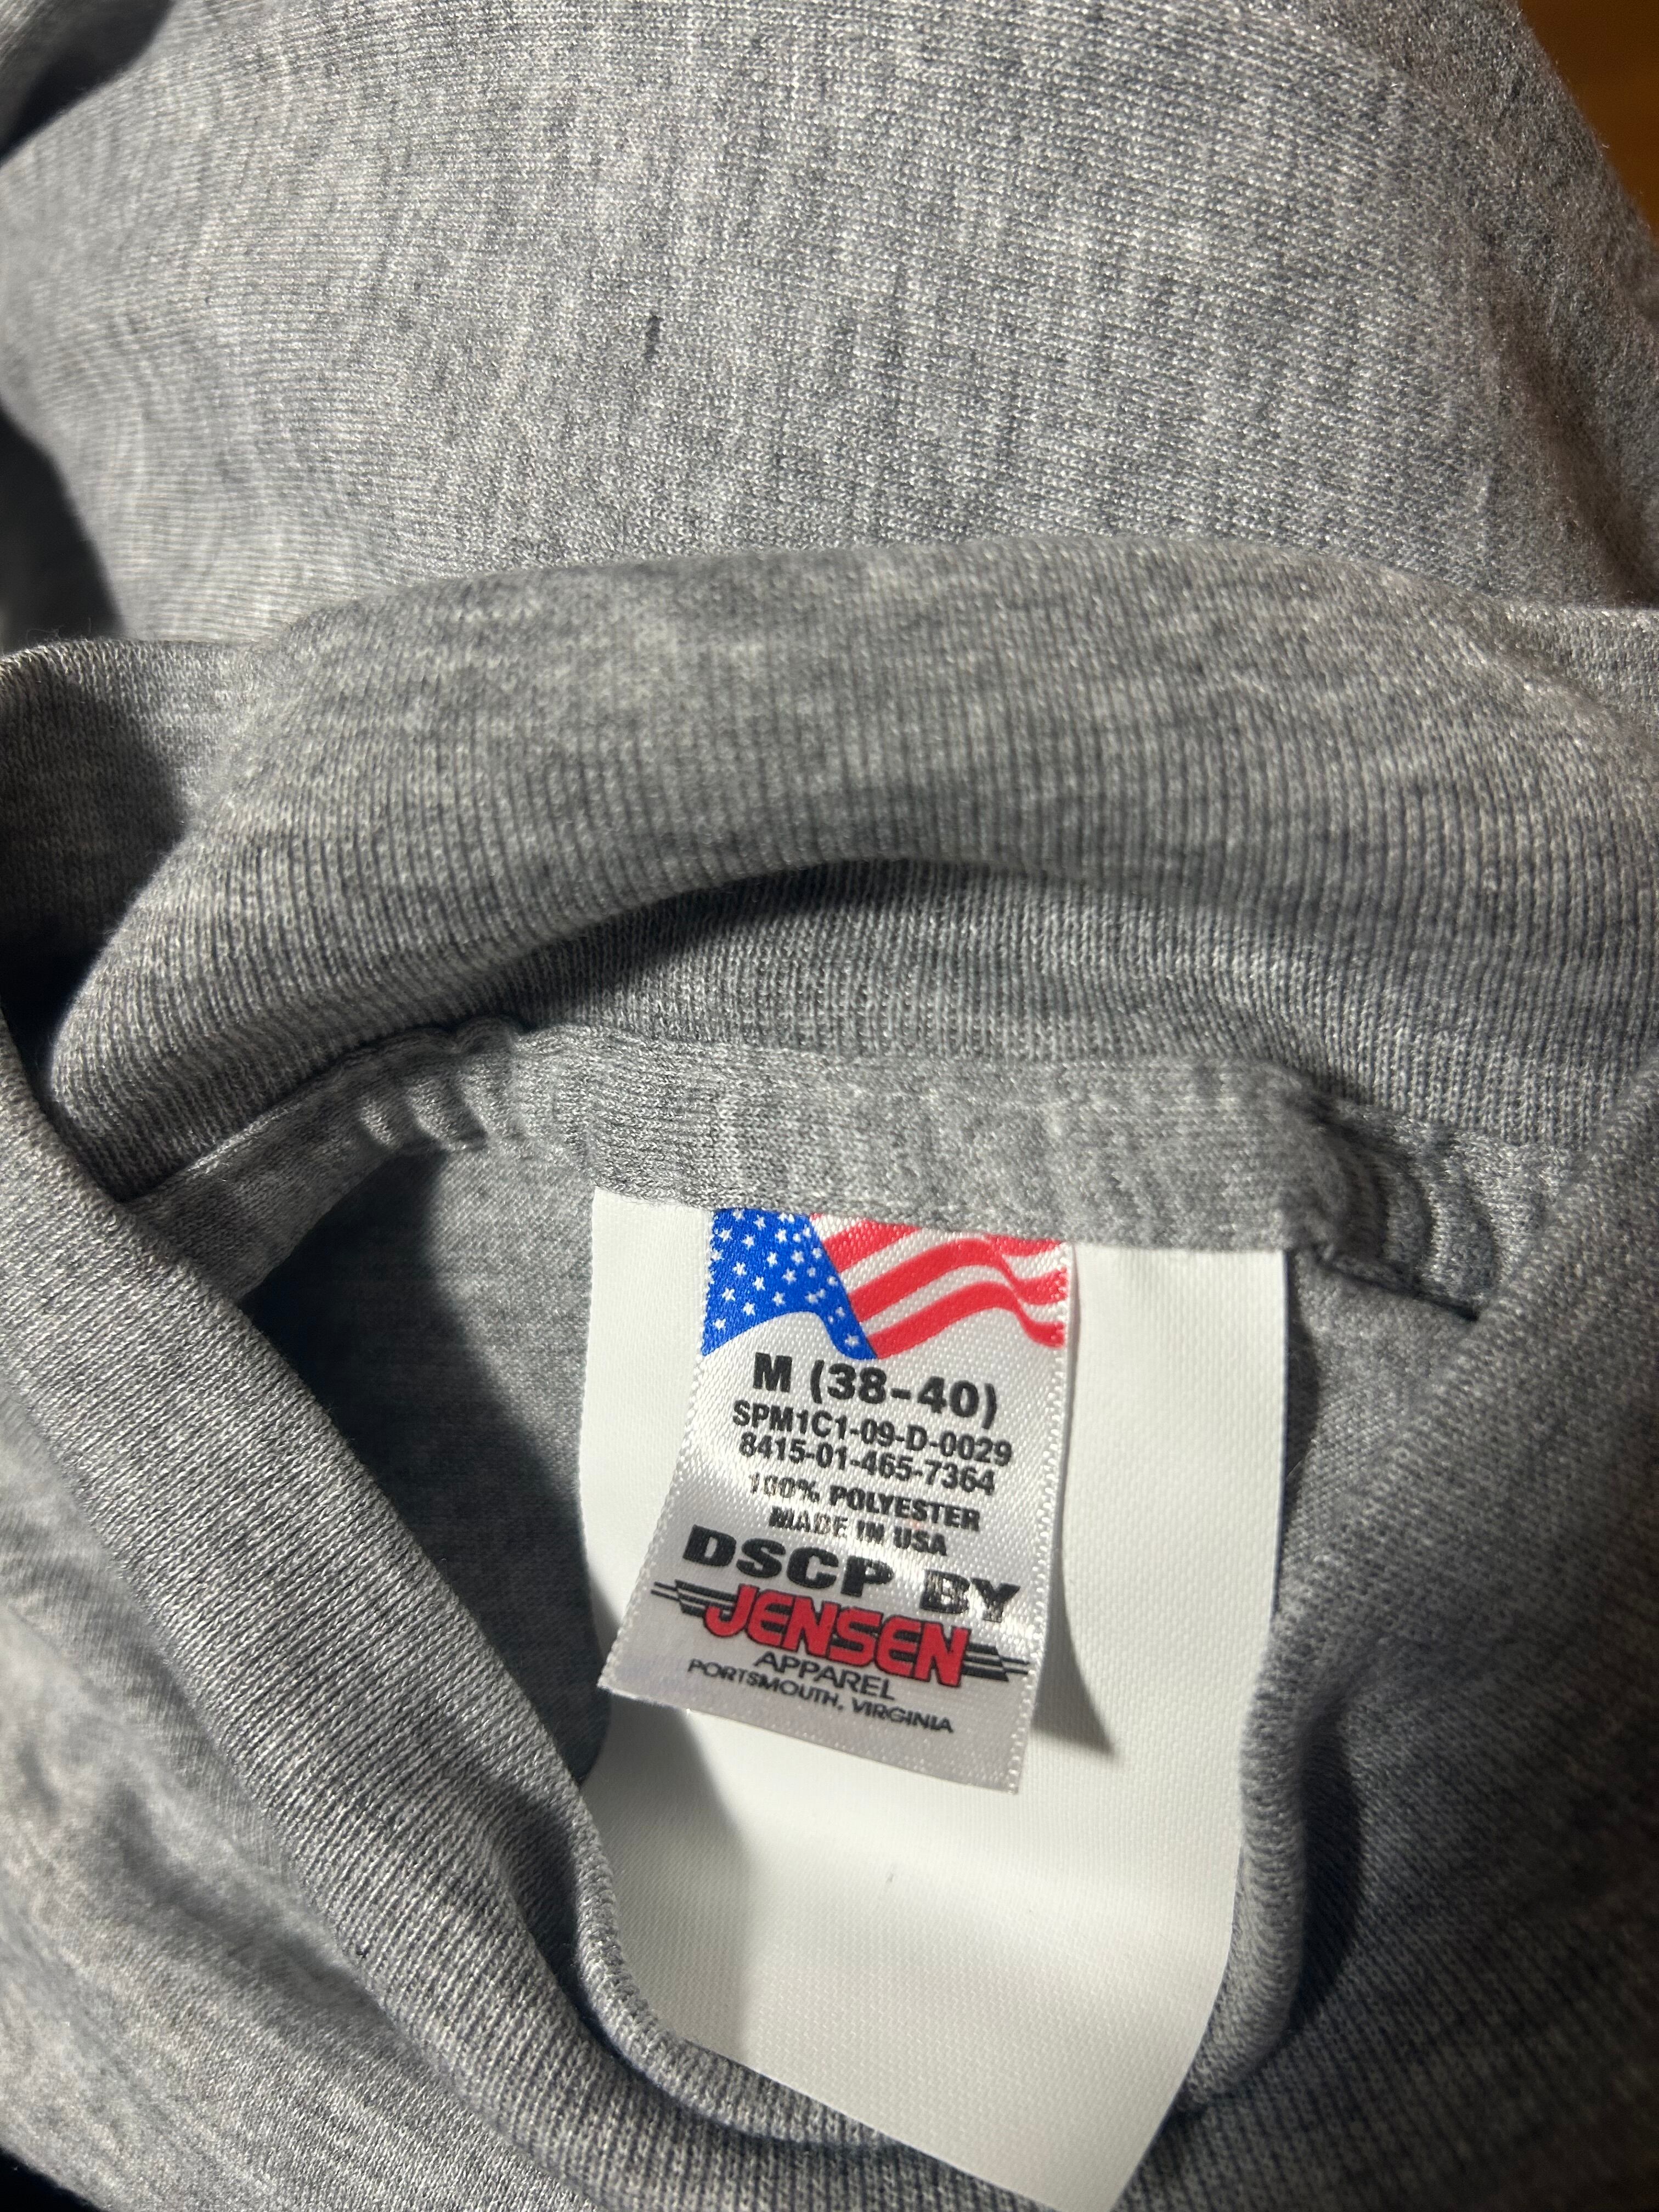 M (38-40)
SPM1C1-09-D-0029
8415-01-465-7364
100% POLYESTER
MADE IN USA
DSCP BY
JENSEN
APPAREL
PORTSMOUTH, VIRGINIA